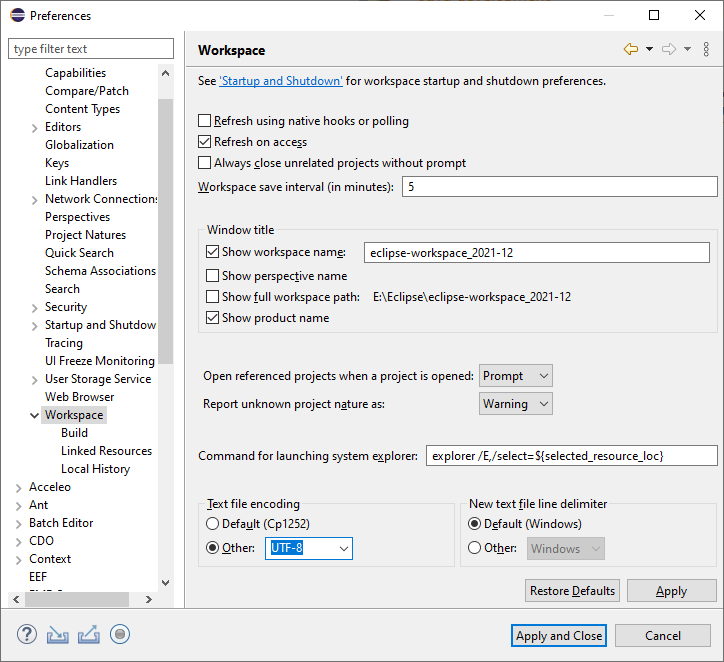 Preferences
type filter text
Capabilities
Compare/Patch
Content Types
Editors
Globalization
Keys
Link Handlers
Network Connections
Perspectives
Project Natures
Quick Search
Schema Associations
Search
Security
Startup and Shutdow
Tracing
UI Freeze Monitoring
User Storage Service
Web Browser
Workspace
Build
Linked Resources
Local History
Acceleo
Ant
Batch Editor
CDO
Context
EEF
Workspace
See 'Startup and Shutdown' for workspace startup and shutdown preferences.
Refresh using native hooks or polling
Refresh on access
Always close unrelated projects without prompt
Workspace save interval (in minutes): 5
Window title
Show workspace name: eclipse-workspace_2021-12
Show perspective name
Show full workspace path: E:\Eclipse\eclipse-workspace_2021-12
Show product name
Open referenced projects when a project is opened: Prompt
Report unknown project nature as: Warning
Command for launching system explorer: explorer /E,/select=${selected_resource_loc}
Text file encoding
Default (Cp1252)
Other: UTF-8
New text file line delimiter
Default (Windows)
Other: Windows
Restore Defaults Apply
? Apply and Close Cancel